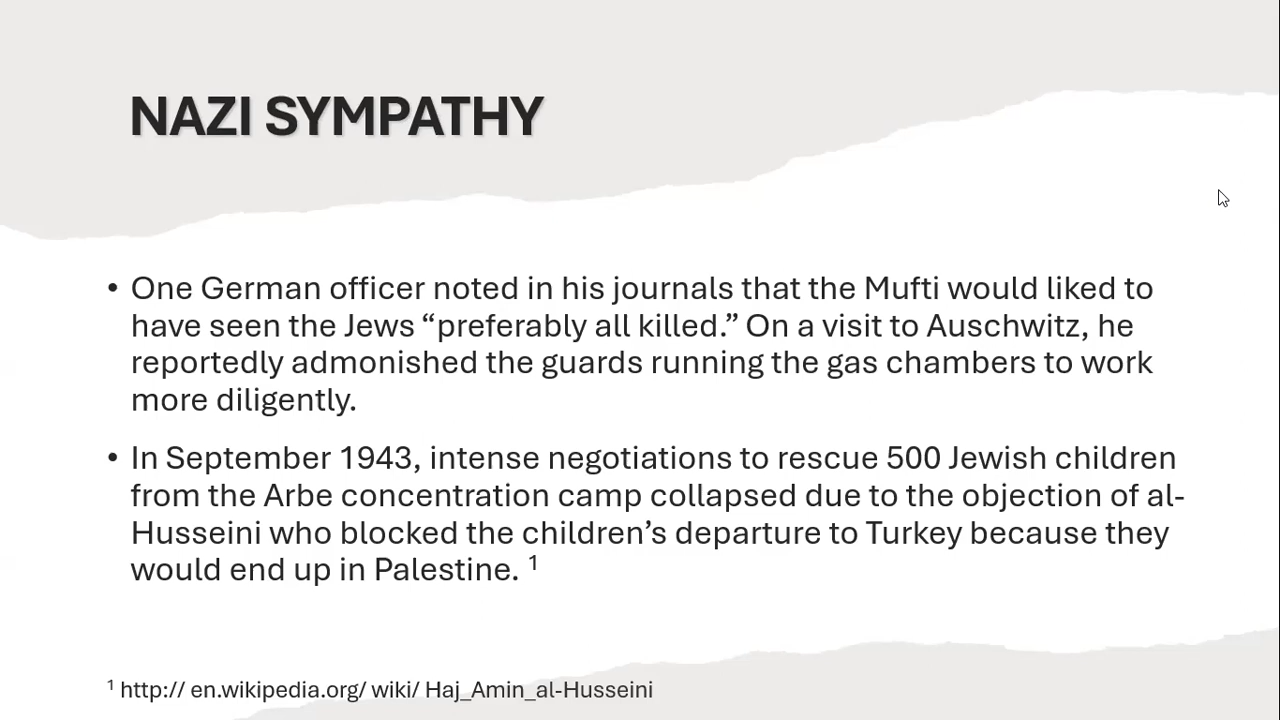 NAZI SYMPATHY
• One German officer noted in his journals that the Mufti would liked to
have seen the Jews “preferably all killed.” On a visit to Auschwitz, he
reportedly admonished the guards running the gas chambers to work
more diligently.
• In September 1943, intense negotiations to rescue 500 Jewish children
from the Arbe concentration camp collapsed due to the objection of al-
Husseini who blocked the children’s departure to Turkey because they
would end up in Palestine. ¹
¹ http:// en.wikipedia.org/ wiki/ Haj_Amin_al-Husseini